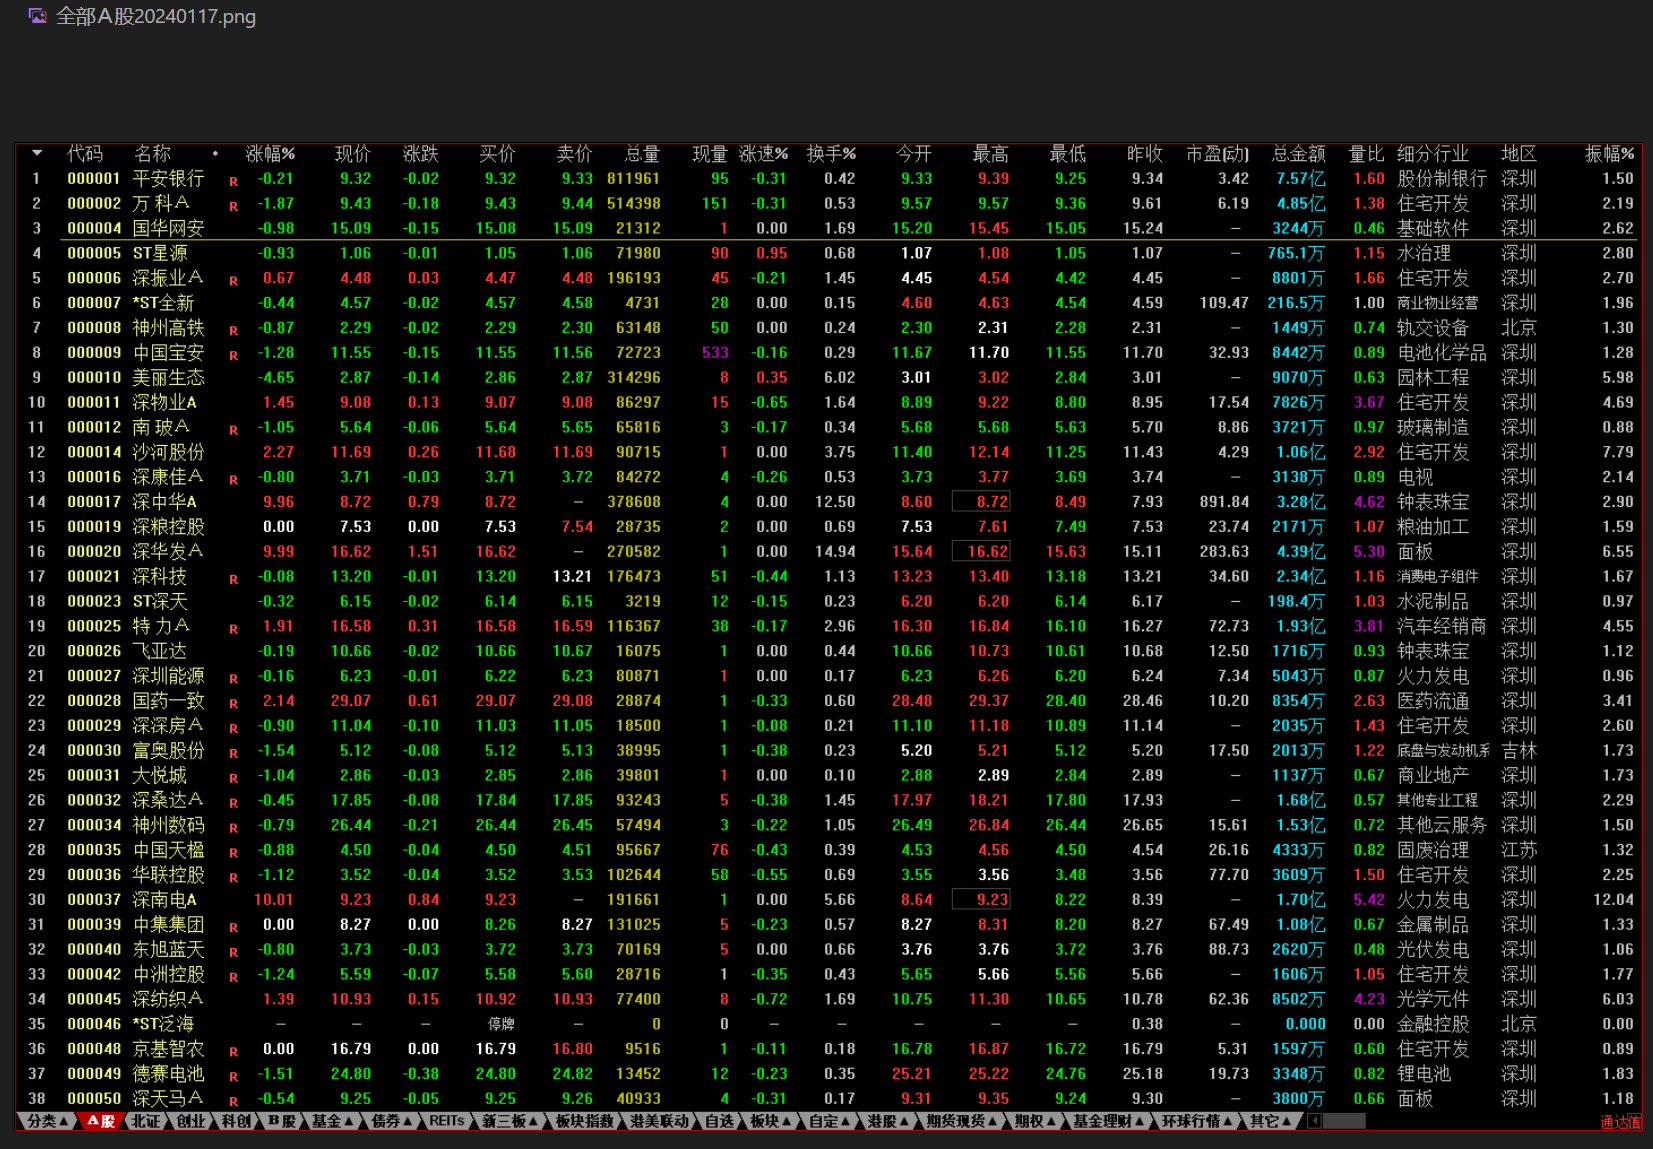 全部A股20240117.png
▼ 代码 名称 • 涨幅% 现价 涨跌 买价 卖价 总量 现量 涨速% 换手% 今开 最高 最低 昨收 市盈(动) 总金额 量比 细分行业 地区 振幅%
1 000001 平安银行 R -0.21 9.32 -0.02 9.32 9.33 811961 95 -0.31 0.42 9.33 9.39 9.25 9.34 3.42 7.57亿 1.60 股份制银行 深圳 1.50
2 000002 万 科A R -1.87 9.43 -0.18 9.43 9.44 514398 151 -0.31 0.53 9.57 9.57 9.36 9.61 6.19 4.85亿 1.38 住宅开发 深圳 2.19
3 000004 国华网安 -0.98 15.09 -0.15 15.08 15.09 21312 1 0.00 1.69 15.20 15.45 15.05 15.24 — 3244万 0.46 基础软件 深圳 2.62
4 000005 ST星源 -0.93 1.06 -0.01 1.05 1.06 71980 90 0.95 0.68 1.07 1.08 1.05 1.07 — 765.1万 1.15 水治理 深圳 2.80
5 000006 深振业A R 0.67 4.48 0.03 4.47 4.48 196193 45 -0.21 1.45 4.45 4.54 4.42 4.45 — 8801万 1.66 住宅开发 深圳 2.70
6 000007 *ST全新 -0.44 4.57 -0.02 4.57 4.58 4731 28 0.00 0.15 4.60 4.63 4.54 4.59 109.47 216.5万 1.00 商业物业经营 深圳 1.96
7 000008 神州高铁 R -0.87 2.29 -0.02 2.29 2.30 63148 50 0.00 0.24 2.30 2.31 2.28 2.31 — 1449万 0.74 轨交设备 北京 1.30
8 000009 中国宝安 R -1.28 11.55 -0.15 11.55 11.56 72723 533 -0.16 0.29 11.67 11.70 11.55 11.70 32.93 8442万 0.89 电池化学品 深圳 1.28
9 000010 美丽生态 -4.65 2.87 -0.14 2.86 2.87 314296 8 0.35 6.02 3.01 3.02 2.84 3.01 — 9070万 0.63 园林工程 深圳 5.98
10 000011 深物业A 1.45 9.08 0.13 9.07 9.08 86297 15 -0.65 1.64 8.89 9.22 8.80 8.95 17.54 7826万 3.67 住宅开发 深圳 4.69
11 000012 南 玻A R -1.05 5.64 -0.06 5.64 5.65 65816 3 -0.17 0.34 5.68 5.68 5.63 5.70 8.86 3721万 0.97 玻璃制造 深圳 0.88
12 000014 沙河股份 2.27 11.69 0.26 11.68 11.69 90715 1 0.00 3.75 11.40 12.14 11.25 11.43 4.29 1.06亿 2.92 住宅开发 深圳 7.79
13 000016 深康佳A R -0.80 3.71 -0.03 3.71 3.72 84272 4 -0.26 0.53 3.73 3.77 3.69 3.74 — 3138万 0.89 电视 深圳 2.14
14 000017 深中华A 9.96 8.72 0.79 8.72 — 378608 4 0.00 12.50 8.60 8.72 8.49 7.93 891.84 3.28亿 4.62 钟表珠宝 深圳 2.90
15 000019 深粮控股 0.00 7.53 0.00 7.53 7.54 28735 2 0.00 0.69 7.53 7.61 7.49 7.53 23.74 2171万 1.07 粮油加工 深圳 1.59
16 000020 深华发A 9.99 16.62 1.51 16.62 — 270582 1 0.00 14.94 15.64 16.62 15.63 15.11 283.63 4.39亿 5.30 面板 深圳 6.55
17 000021 深科技 R -0.08 13.20 -0.01 13.20 13.21 176473 51 -0.44 1.13 13.23 13.40 13.18 13.21 34.60 2.34亿 1.16 消费电子组件 深圳 1.67
18 000023 ST深天 -0.32 6.15 -0.02 6.14 6.15 3219 12 -0.15 0.23 6.20 6.20 6.14 6.17 — 198.4万 1.03 水泥制品 深圳 0.97
19 000025 特 力A R 1.91 16.58 0.31 16.58 16.59 116367 38 -0.17 2.96 16.30 16.84 16.10 16.27 72.73 1.93亿 3.81 汽车经销商 深圳 4.55
20 000026 飞亚达 -0.19 10.66 -0.02 10.66 10.67 16075 1 0.00 0.44 10.66 10.73 10.61 10.68 12.50 1716万 0.93 钟表珠宝 深圳 1.12
21 000027 深圳能源 R -0.16 6.23 -0.01 6.22 6.23 80871 1 0.00 0.17 6.23 6.26 6.20 6.24 7.34 5043万 0.87 火力发电 深圳 0.96
22 000028 国药一致 R 2.14 29.07 0.61 29.07 29.08 28874 1 -0.33 0.60 28.48 29.37 28.40 28.46 10.20 8354万 2.63 医药流通 深圳 3.41
23 000029 深深房A R -0.90 11.04 -0.10 11.03 11.05 18500 1 -0.08 0.21 11.10 11.18 10.89 11.14 — 2035万 1.43 住宅开发 深圳 2.60
24 000030 富奥股份 R -1.54 5.12 -0.08 5.12 5.13 38995 1 -0.38 0.23 5.20 5.21 5.12 5.20 17.50 2013万 1.22 底盘与发动机系 吉林 1.73
25 000031 大悦城 R -1.04 2.86 -0.03 2.85 2.86 39801 1 0.00 0.10 2.88 2.89 2.84 2.89 — 1137万 0.67 商业地产 深圳 1.73
26 000032 深桑达A R -0.45 17.85 -0.08 17.84 17.85 93243 5 -0.38 1.45 17.97 18.21 17.80 17.93 — 1.68亿 0.57 其他专业工程 深圳 2.29
27 000034 神州数码 R -0.79 26.44 -0.21 26.44 26.45 57494 3 -0.22 1.05 26.49 26.84 26.44 26.65 15.61 1.53亿 0.72 其他云服务 深圳 1.50
28 000035 中国天楹 R -0.88 4.50 -0.04 4.50 4.51 95667 76 -0.43 0.39 4.53 4.56 4.50 4.54 26.16 4333万 0.82 固废治理 江苏 1.32
29 000036 华联控股 R -1.12 3.52 -0.04 3.52 3.53 102644 58 -0.55 0.69 3.55 3.56 3.48 3.56 77.70 3609万 1.50 住宅开发 深圳 2.25
30 000037 深南电A 10.01 9.23 0.84 9.23 — 191661 1 0.00 5.66 8.64 9.23 8.22 8.39 — 1.70亿 5.42 火力发电 深圳 12.04
31 000039 中集集团 R 0.00 8.27 0.00 8.26 8.27 131025 5 -0.23 0.57 8.27 8.31 8.20 8.27 67.49 1.08亿 0.67 金属制品 深圳 1.33
32 000040 东旭蓝天 R -0.80 3.73 -0.03 3.72 3.73 70169 5 0.00 0.66 3.76 3.76 3.72 3.76 88.73 2620万 0.48 光伏发电 深圳 1.06
33 000042 中洲控股 R -1.24 5.59 -0.07 5.58 5.60 28716 1 -0.35 0.43 5.65 5.66 5.56 5.66 — 1606万 1.05 住宅开发 深圳 1.77
34 000045 深纺织A 1.39 10.93 0.15 10.92 10.93 77400 8 -0.72 1.69 10.75 11.30 10.65 10.78 62.36 8502万 4.23 光学元件 深圳 6.03
35 000046 *ST泛海 — — — 停牌 — 0 0 — — — — — 0.38 — 0.000 0.00 金融控股 北京 0.00
36 000048 京基智农 R 0.00 16.79 0.00 16.79 16.80 9516 1 -0.11 0.18 16.78 16.87 16.72 16.79 5.31 1597万 0.60 住宅开发 深圳 0.89
37 000049 德赛电池 R -1.51 24.80 -0.38 24.80 24.82 13452 12 -0.23 0.35 25.21 25.22 24.76 25.18 19.73 3348万 0.82 锂电池 深圳 1.83
38 000050 深天马A R -0.54 9.25 -0.05 9.25 9.26 40933 4 -0.31 0.17 9.31 9.35 9.24 9.30 — 3800万 0.66 面板 深圳 1.18
分类▲ A股 北证 创业 科创 B股 基金▲ 债券▲ REITs 新三板▲ 板块指数 港美联动 自选 板块▲ 自定▲ 港股▲ 期货现货▲ 期权▲ 基金理财▲ 环球行情▲ 其它▲ 通达信